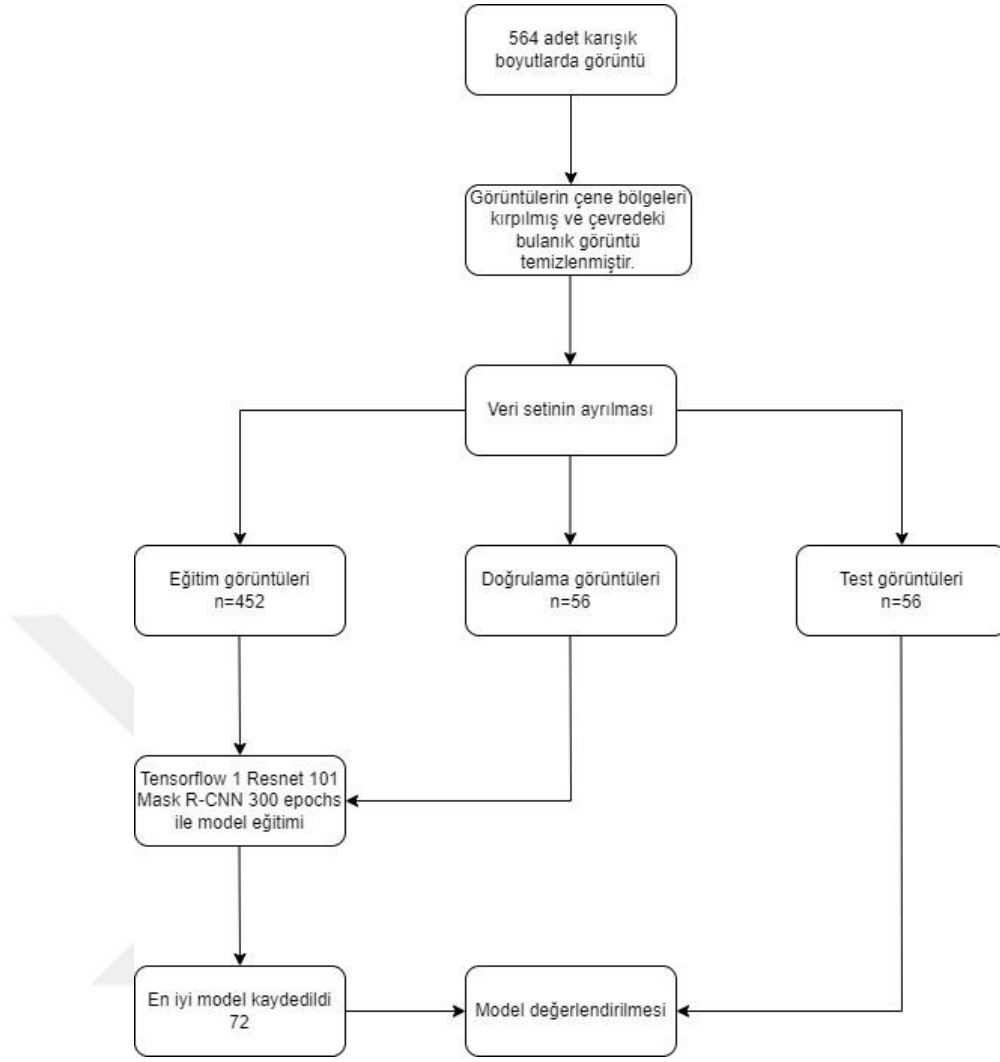 564 adet karışık
boyutlarda görüntü
Görüntülerin çene bölgeleri
kırpılmış ve çevredeki
bulanık görüntü
temizlenmiştir.
Veri setinin ayrılması
Eğitim görüntüleri
n=452
Doğrulama görüntüleri
n=56
Test görüntüleri
n=56
Tensorflow 1 Resnet 101
Mask R-CNN 300 epochs
ile model eğitimi
En iyi model kaydedildi
72
Model değerlendirilmesi